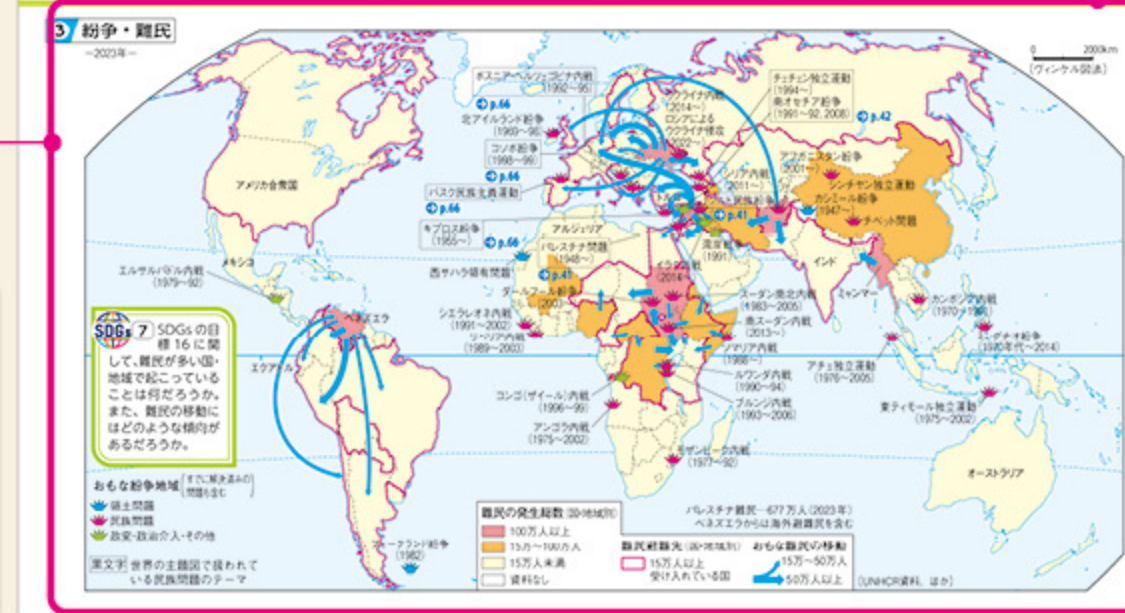 3 紛争・難民
－2023年－
0 2000km
(ヴィンケル図法)
ボスニア・ヘルツェゴビナ内戦
(1992～95)
p.66
北アイルランド紛争
(1969～98)
コソボ紛争
(1998～99)
p.66
バスク民族主義運動
p.66
キプロス紛争
(1955～)
p.66
西サハラ領有問題
ウクライナ内戦
(2014～)
ロシアによる
ウクライナ侵攻
(2022～)
チェチェン独立運動
(1994～)
南オセチア紛争
(1991～92, 2008)
p.42
アフガニスタン紛争
(2001～)
シリア内戦
(2011～)
シンチヤン独立運動
カシミール紛争
(1947～)
チベット問題
p.41
湾岸戦争
(1991)
アルジェリア
パレスチナ問題
(1948～)
p.41
イラク内戦
(2014～
ダールフール紛争
(2003
アメリカ合衆国
メキシコ
エルサルバドル内戦
(1979～92)
ベネズエラ
エクアドル
シエラレオネ内戦
(1991～2002)
リベリア内戦
(1989～2003)
スーダン南北内戦
(1983～2005)
南スーダン内戦
(2013～)
ソマリア内戦
(1988～)
ルワンダ内戦
(1990～94)
ブルンジ内戦
(1993～2006)
コンゴ(ザイール)内戦
(1996～99)
アンゴラ内戦
(1975～2002)
モザンビーク内戦
(1977～92)
インド
ミャンマー
カンボジア内戦
ミンダナオ紛争
(1970年代～2014)
アチェ独立運動
(1976～2005)
東ティモール独立運動
(1975～2002)
オーストラリア
フォークランド紛争
(1982)
SDGs 7 SDGsの目
標16に関
して、難民が多い国・
地域で起こっている
ことは何だろうか。
また、難民の移動に
はどのような傾向が
あるだろうか。
おもな紛争地域(すでに解決済みの
問題も含む)
領土問題
民族問題
政変・政治介入・その他
黒文字 世界の主題図で扱われて
いる民族問題のテーマ
難民の発生総数(国・地域別)
100万人以上
15万～100万人
15万人未満
資料なし
パレスチナ難民…677万人(2023年)
ベネズエラからは海外避難民を含む
難民避難先(国・地域別)
15万人以上
受け入れている国
おもな難民の移動
15万～50万人
50万人以上
(UNHCR資料、ほか)